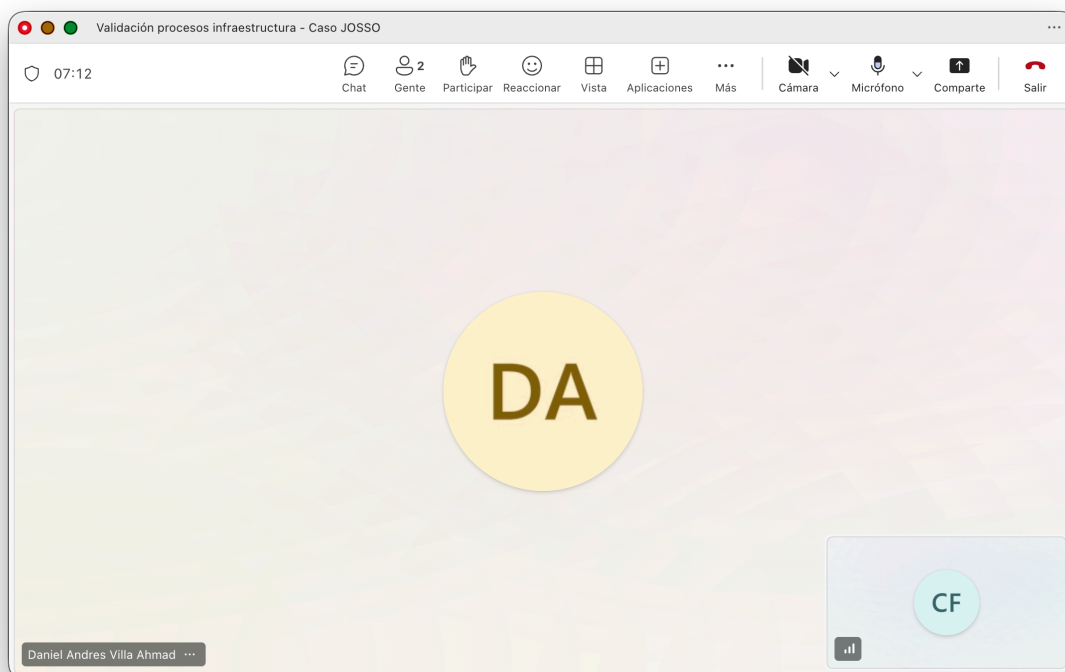 Validación procesos infraestructura - Caso JOSSO
07:12
Chat
Gente 2
Participar
Reaccionar
Vista
Aplicaciones
Más
Cámara
Micrófono
Comparte
Salir
DA
CF
Daniel Andres Villa Ahmad